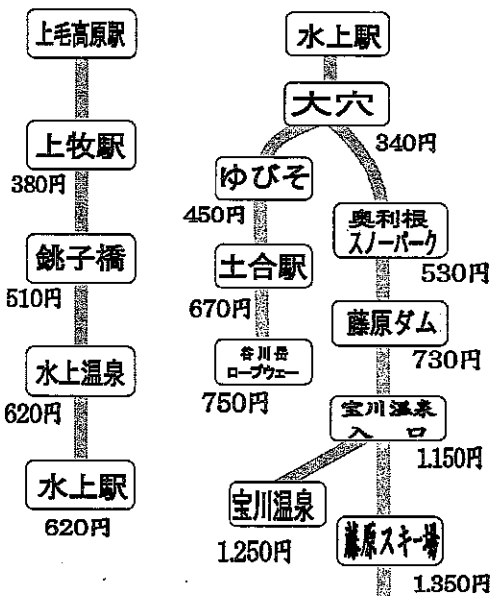 上毛高原駅
上牧駅
380円
銚子橋
510円
水上温泉
620円
水上駅
620円
水上駅
大穴
340円
ゆびそ
450円
土合駅
670円
谷川岳
ロープウェー
750円
奥利根
スノーパーク
530円
藤原ダム
730円
宝川温泉
入口
1.150円
宝川温泉
1.250円
藤原スキー場
1.350円